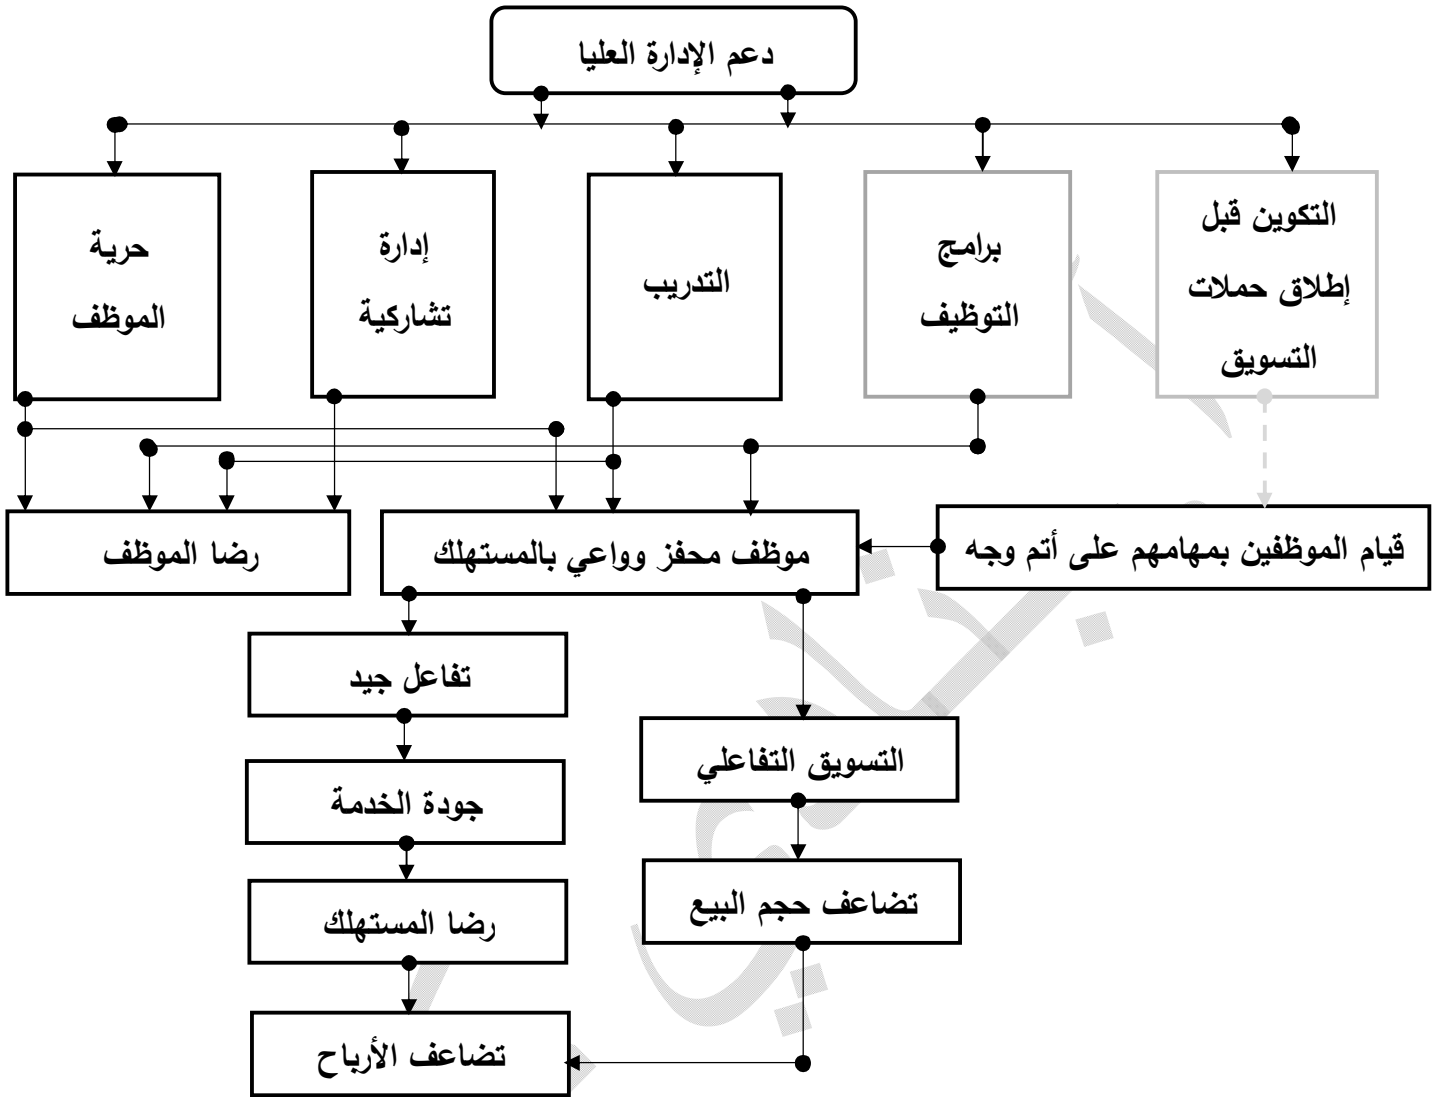 دعم الإدارة العليا
التكوين قبل
إطلاق حملات
التسويق
برامج
التوظيف
التدريب
إدارة
تشاركية
حرية
الموظف
قيام الموظفين بمهامهم على أتم وجه
موظف محفز وواعي بالمستهلك
رضا الموظف
تفاعل جيد
التسويق التفاعلي
جودة الخدمة
تضاعف حجم البيع
رضا المستهلك
تضاعف الأرباح